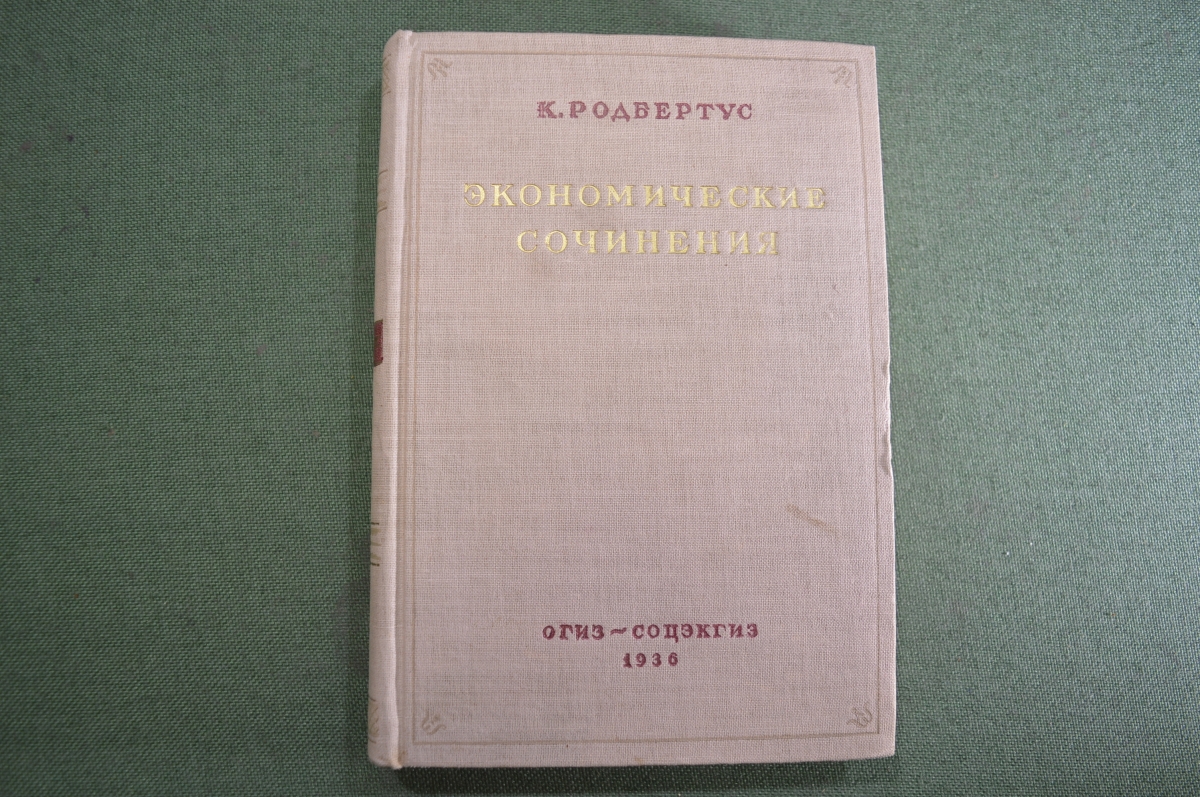 К. РОДБЕРТУС
ЭКОНОМИЧЕСКИЕ
СОЧИНЕНИЯ
ОГИЗ ~ СОЦЭКГИЗ
1936